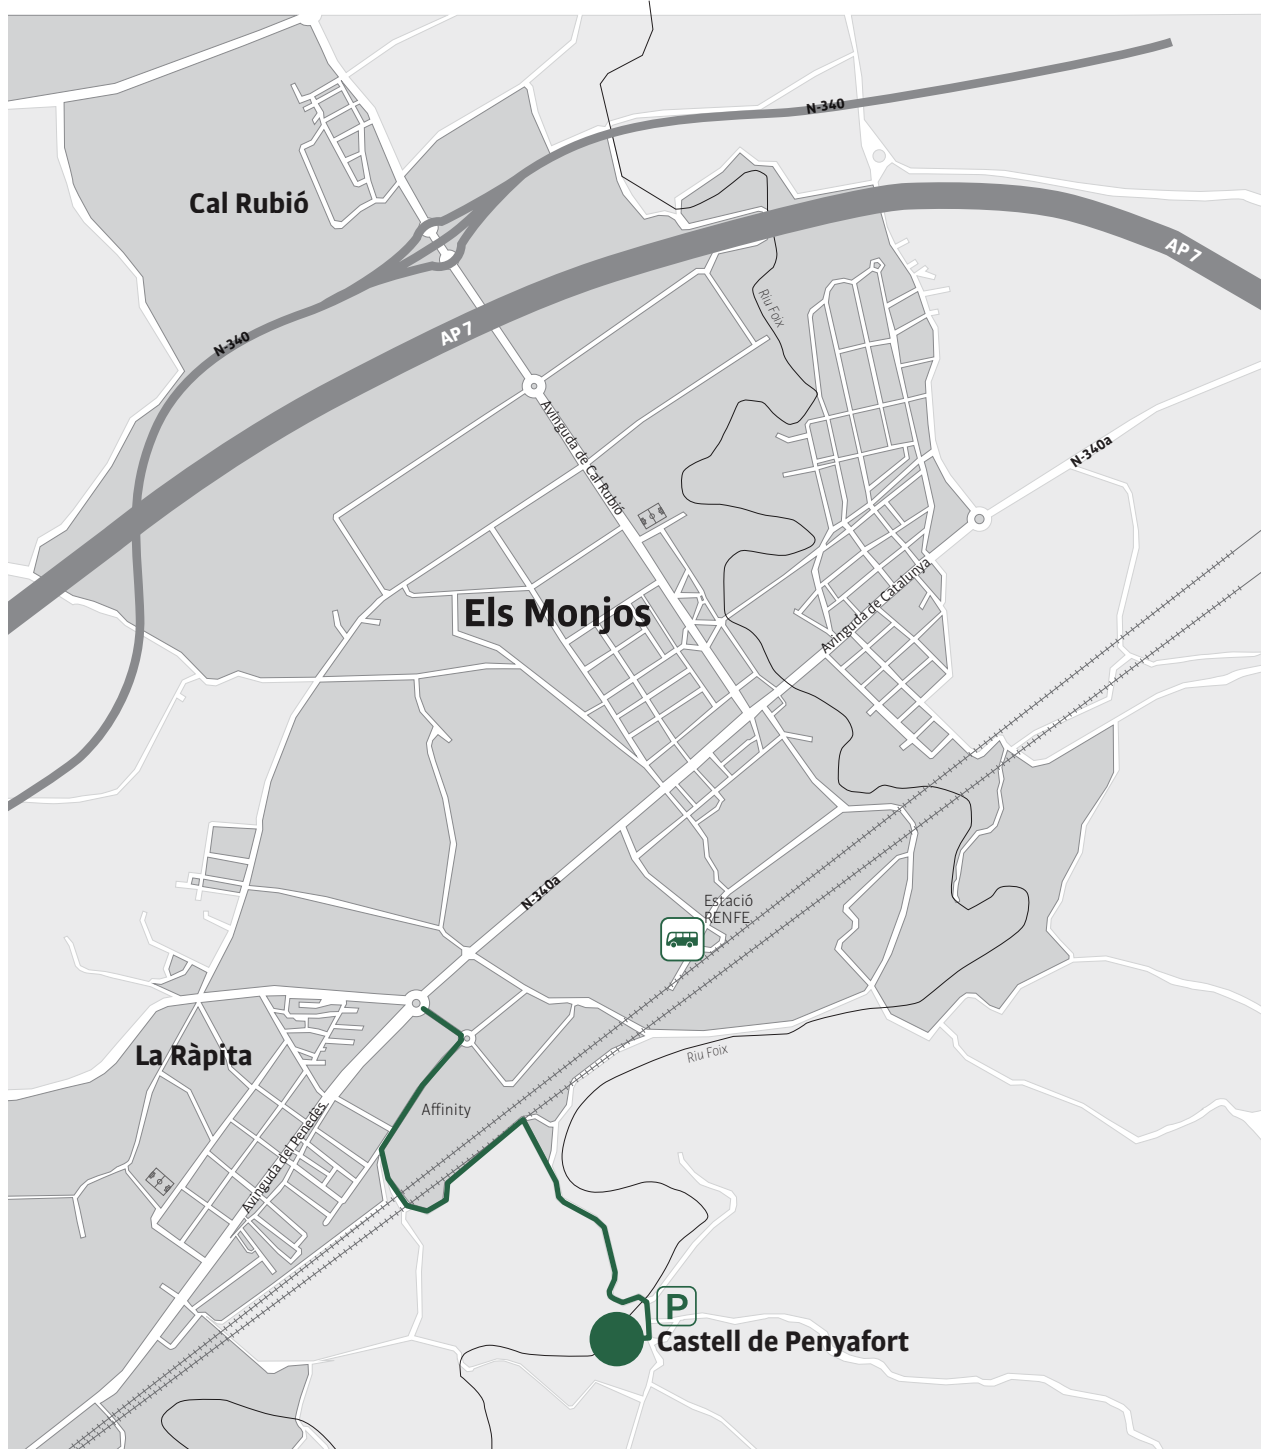 N-340
Cal Rubió
AP 7
Riu Foix
N-340
AP 7
Avinguda de Cal Rubió
N-340a
Els Monjos
Avinguda de Catalunya
N-340a
Estació
RENFE
La Ràpita
Riu Foix
Affinity
Avinguda del Penedès
P
Castell de Penyafort